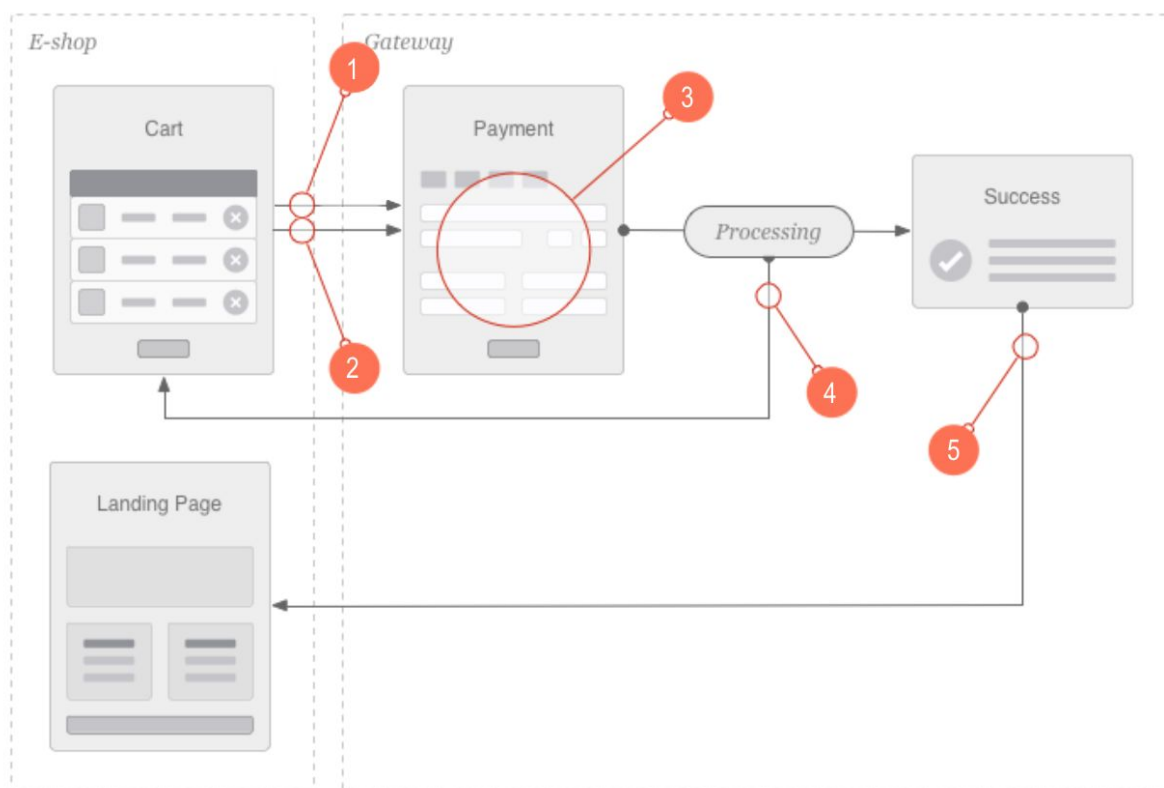 E-shop
Gateway
1
3
Cart
Payment
Success
Processing
2
4
5
Landing Page